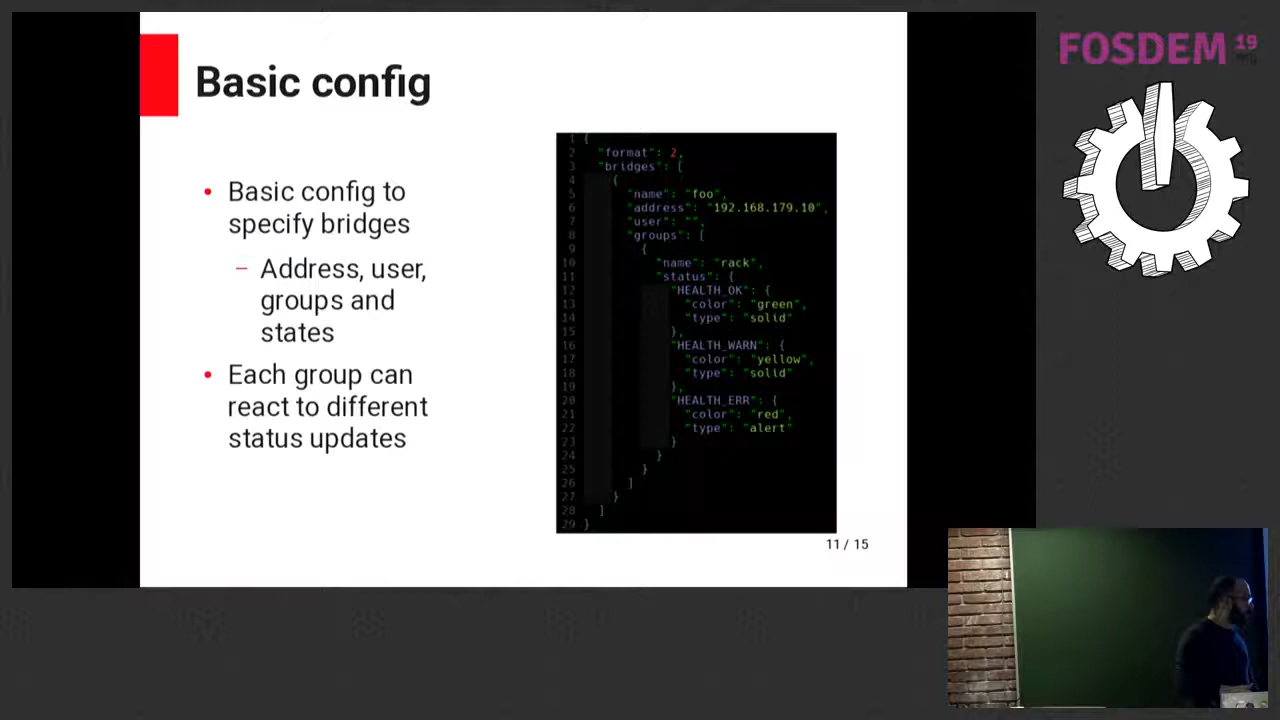 FOSDEM 19
.org
Basic config
• Basic config to
specify bridges
– Address, user,
groups and
states
• Each group can
react to different
status updates
1 {
2 "format": 2,
3 "bridges": [
4 {
5 "name": "foo",
6 "address": "192.168.179.10",
7 "user": "",
8 "groups": [
9 {
10 "name": "rack",
11 "status": {
12 "HEALTH_OK": {
13 "color": "green",
14 "type": "solid"
15 },
16 "HEALTH_WARN": {
17 "color": "yellow",
18 "type": "solid"
19 },
20 "HEALTH_ERR": {
21 "color": "red",
22 "type": "alert"
23 }
24 }
25 }
26 ]
27 }
28 ]
29 }
11 / 15